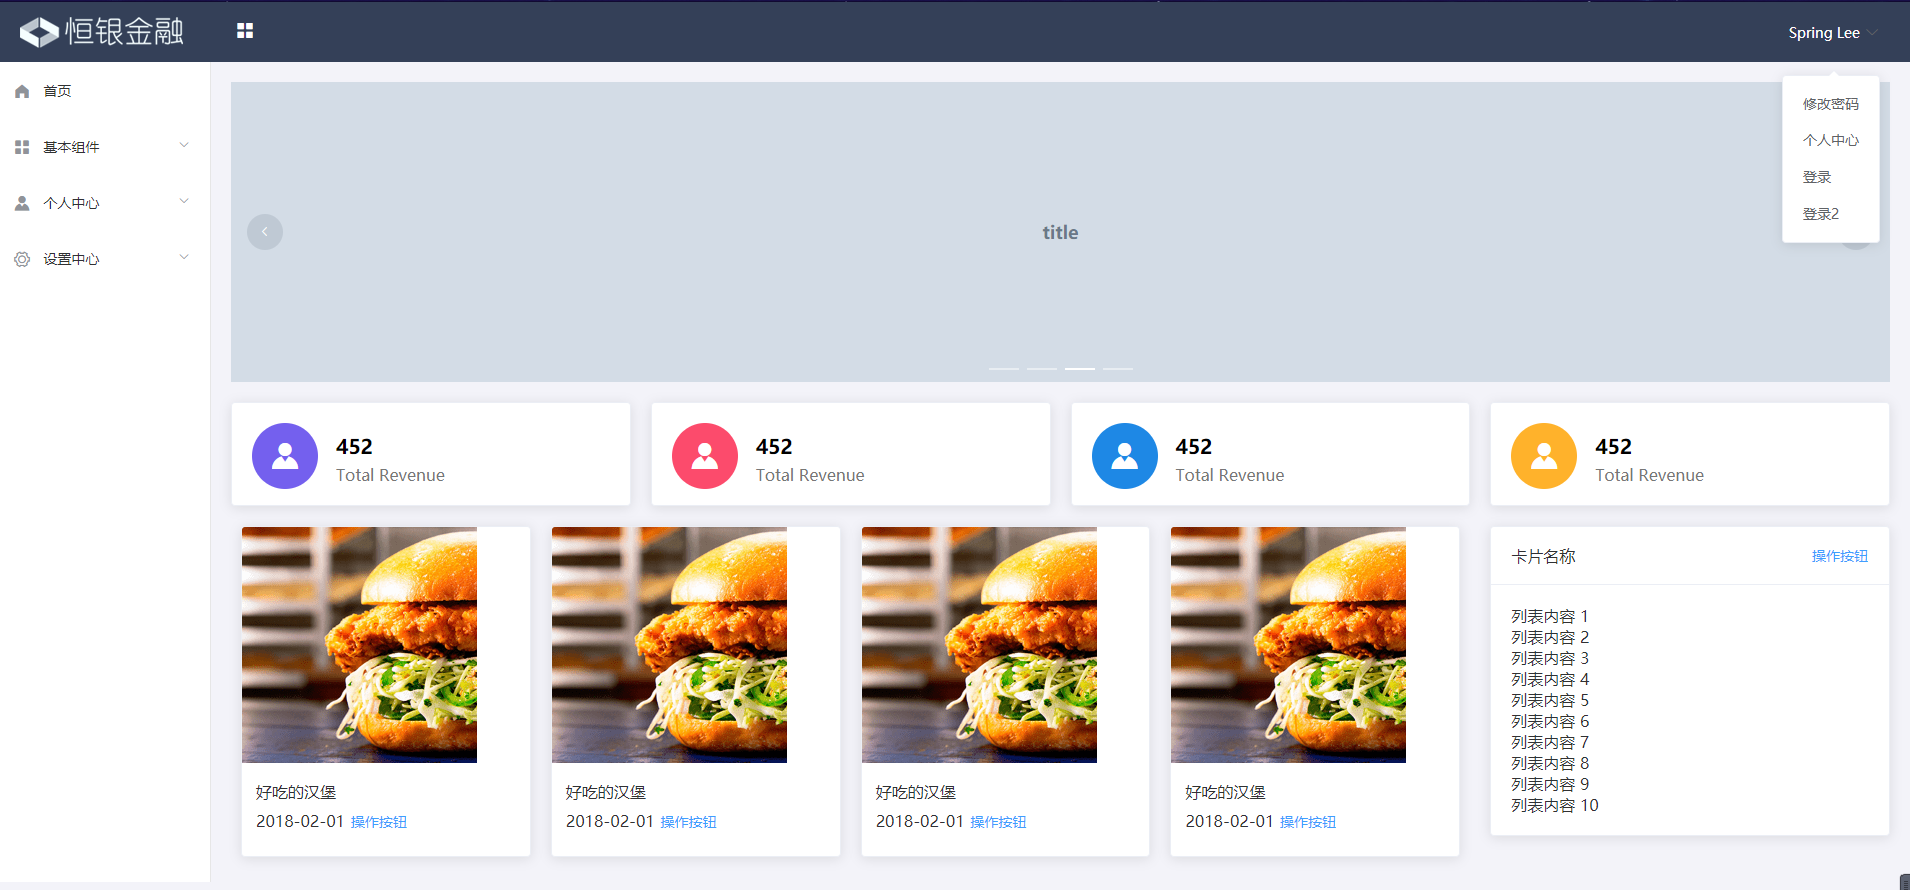 恒银金融
Spring Lee
首页
基本组件
个人中心
设置中心
修改密码
个人中心
登录
登录2
title
452
Total Revenue
452
Total Revenue
452
Total Revenue
452
Total Revenue
好吃的汉堡
2018-02-01 操作按钮
好吃的汉堡
2018-02-01 操作按钮
好吃的汉堡
2018-02-01 操作按钮
好吃的汉堡
2018-02-01 操作按钮
卡片名称 操作按钮
列表内容 1
列表内容 2
列表内容 3
列表内容 4
列表内容 5
列表内容 6
列表内容 7
列表内容 8
列表内容 9
列表内容 10